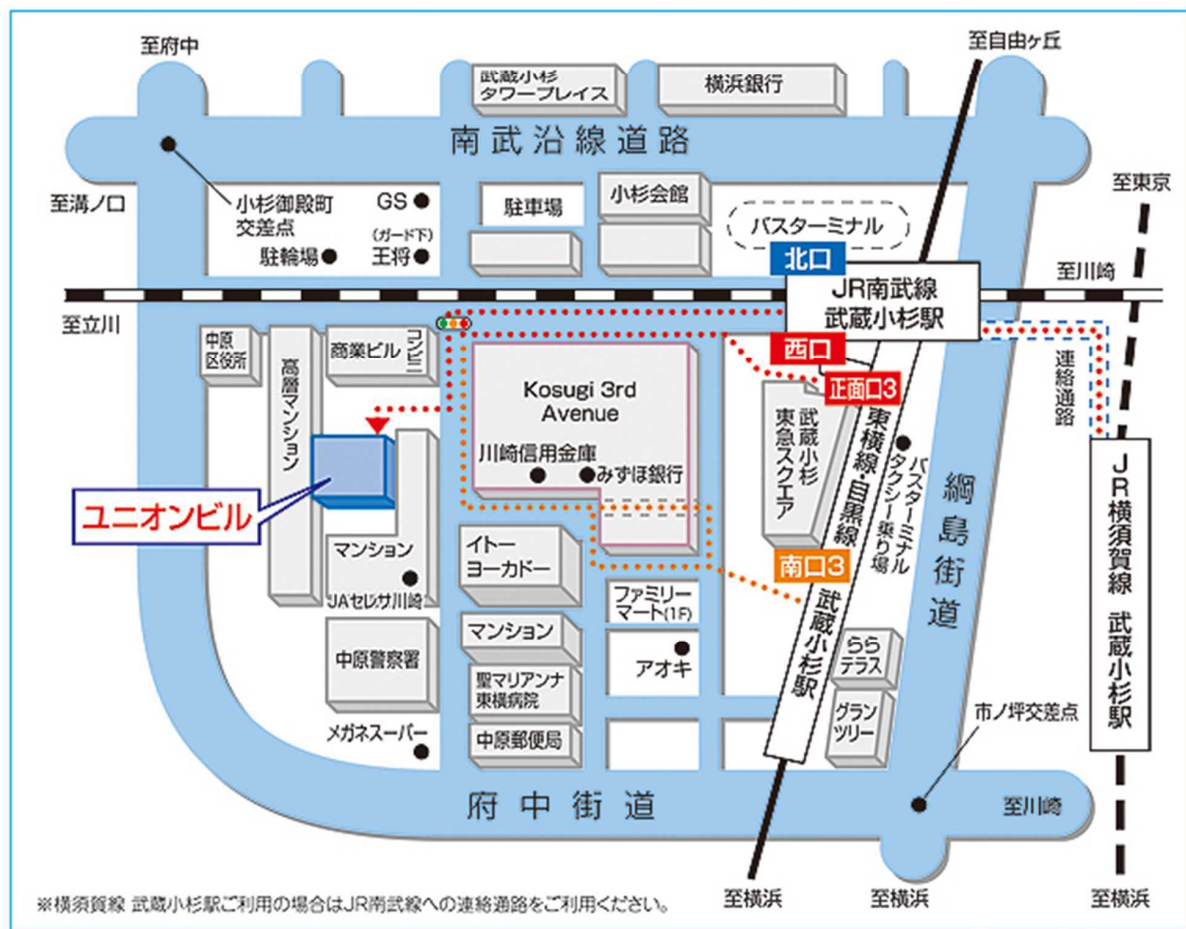 至府中
至自由ヶ丘
武蔵小杉
タワープレイス
横浜銀行
南武沿線道路
至溝ノ口
小杉御殿町
交差点
GS
駐車場
小杉会館
至東京
バスターミナル
駐輪場
(ガード下)
王将
北口
至川崎
JR南武線
武蔵小杉駅
至立川
中原
区役所
高層マンション
商業ビル
コンビニ
西口
正面口3
連絡通路
Kosugi 3rd
Avenue
川崎信用金庫
みずほ銀行
武蔵小杉
東急スクエア
東横線・目黒線 武蔵小杉駅
バスターミナル
タクシー乗り場
綱島街道
JR横須賀線 武蔵小杉駅
ユニオンビル
マンション
JAセレサ川崎
イトー
ヨーカドー
南口3
ファミリー
マート(1F)
中原警察署
マンション
アオキ
らら
テラス
聖マリアンナ
東横病院
グラン
ツリー
メガネスーパー
中原郵便局
市ノ坪交差点
府中街道
至川崎
至横浜
至横浜
至横浜
※横須賀線 武蔵小杉駅ご利用の場合はJR南武線への連絡通路をご利用ください。